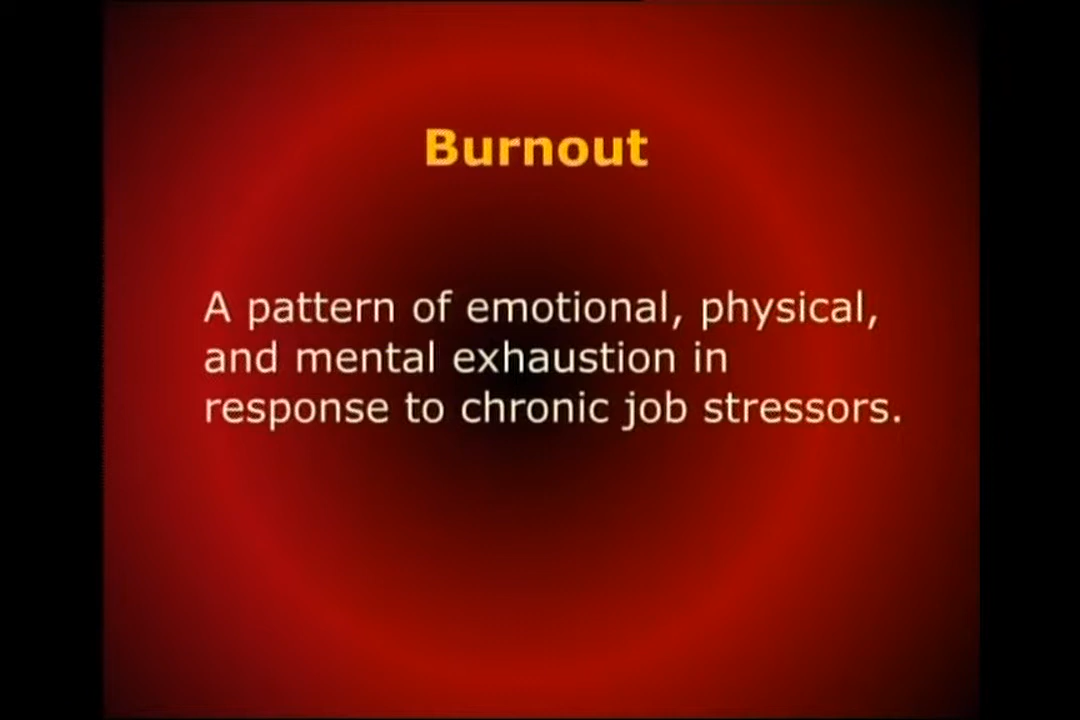 Burnout
A pattern of emotional, physical,
and mental exhaustion in
response to chronic job stressors.